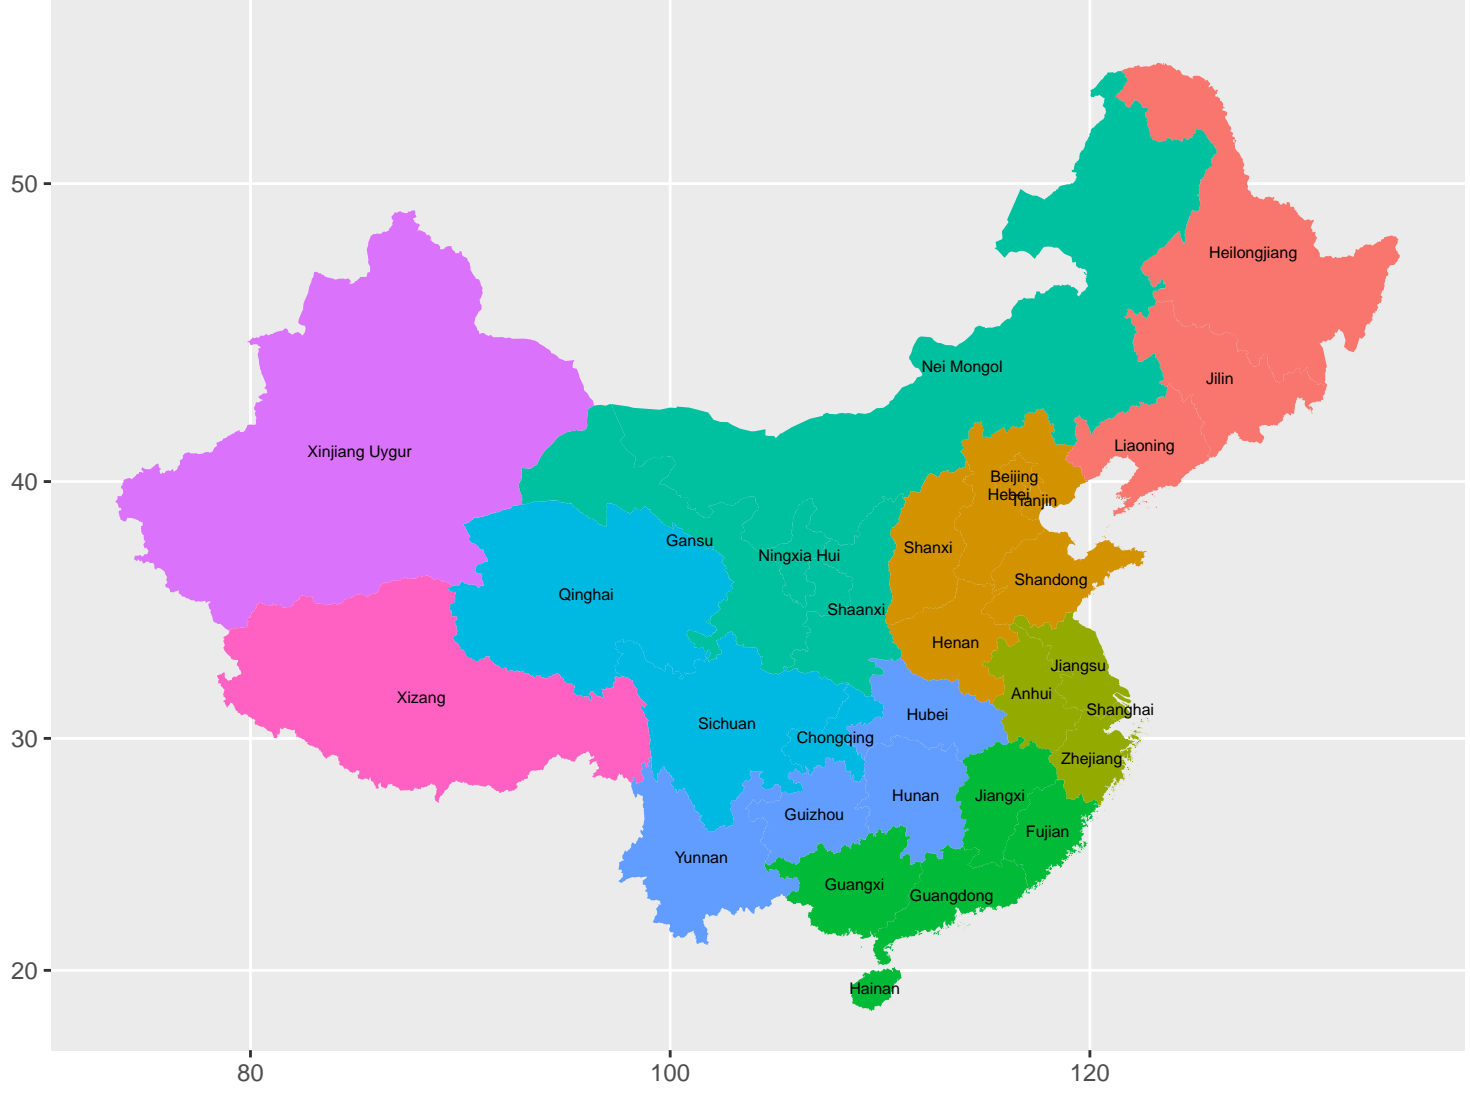 50
Heilongjiang
Nei Mongol
Jilin
Xinjiang Uygur
Liaoning
40
Beijing
Hebei
Tianjin
Gansu
Ningxia Hui
Shanxi
Shandong
Qinghai
Shaanxi
Henan
Jiangsu
Xizang
Anhui
Shanghai
Hubei
Sichuan
30
Chongqing
Zhejiang
Hunan
Jiangxi
Guizhou
Fujian
Yunnan
Guangxi
Guangdong
20
Hainan
80
100
120